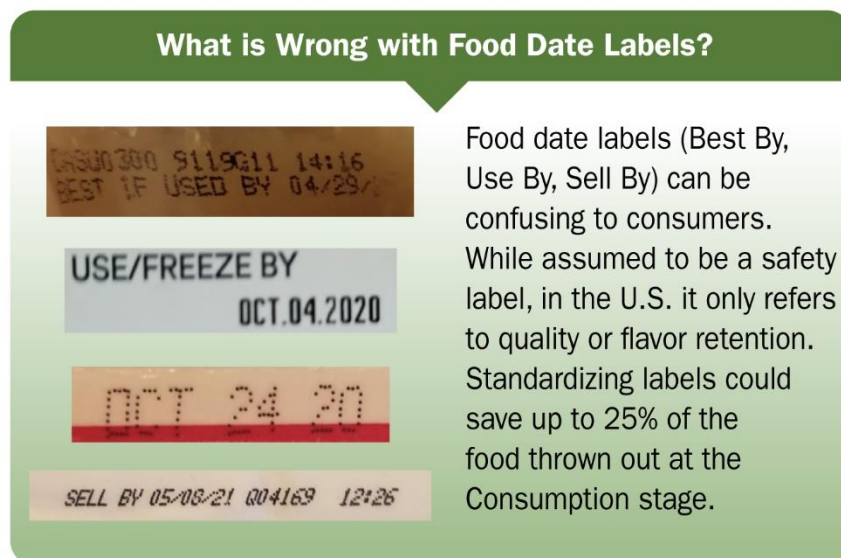 What is Wrong with Food Date Labels?
9119G11 14:16
BEST IF USED BY 04/29/
USE/FREEZE BY
OCT.04.2020
OCT 24 20
SELL BY 05/08/21 Q04169 12:26
Food date labels (Best By,
Use By, Sell By) can be
confusing to consumers.
While assumed to be a safety
label, in the U.S. it only refers
to quality or flavor retention.
Standardizing labels could
save up to 25% of the
food thrown out at the
Consumption stage.